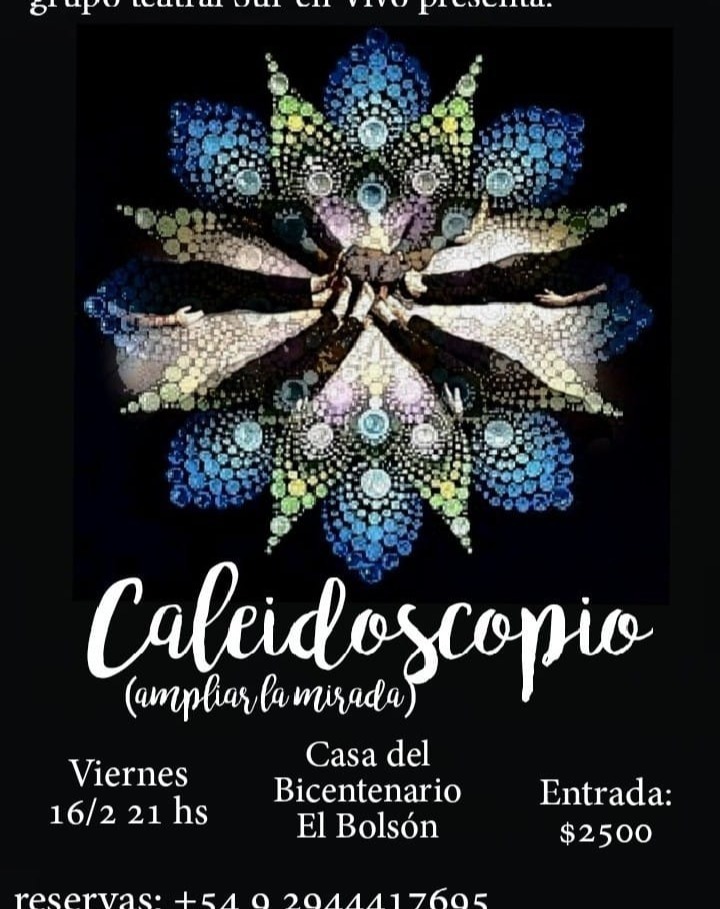 grupo teatral Sur en vivo presenta:
Caleidoscopio
(ampliar la mirada)
Viernes
16/2 21 hs
Casa del
Bicentenario
El Bolsón
Entrada:
$2500
reservas: +54 9 2944417695